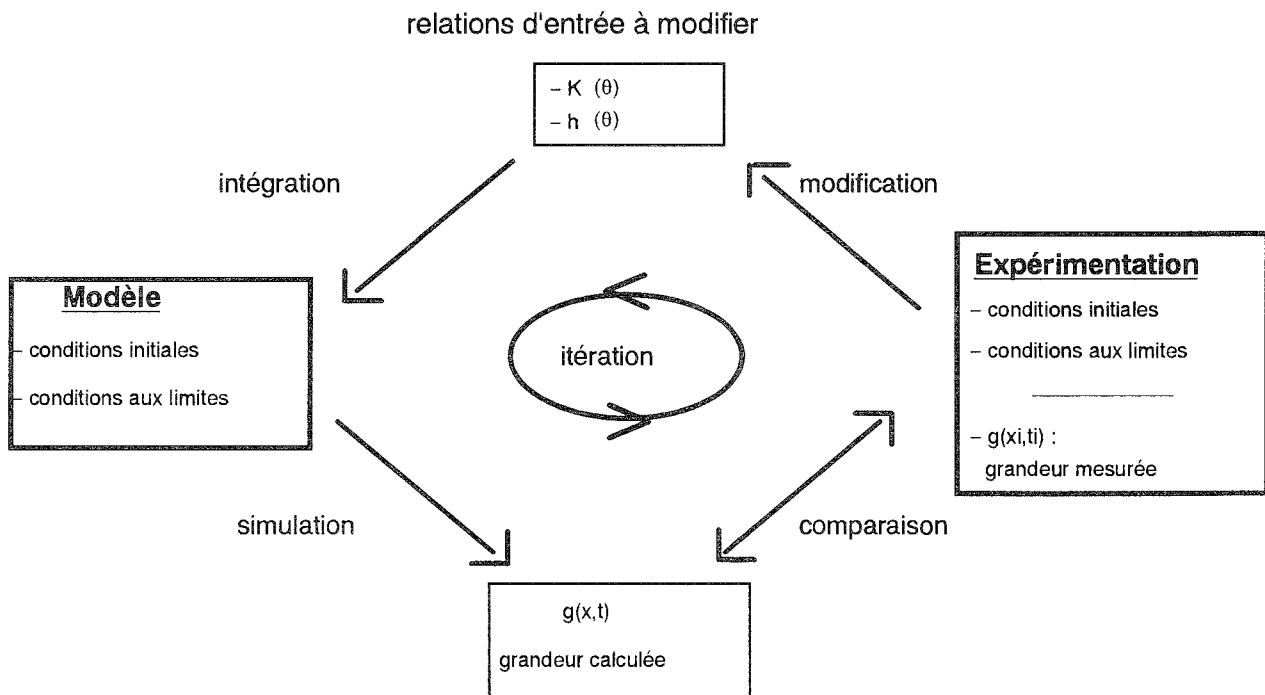 relations d'entrée à modifier
– K (θ)
– h (θ)
intégration
modification
Modèle
– conditions initiales
– conditions aux limites
itération
Expérimentation
– conditions initiales
– conditions aux limites
– g(xi,ti) :
grandeur mesurée
simulation
comparaison
g(x,t)
grandeur calculée